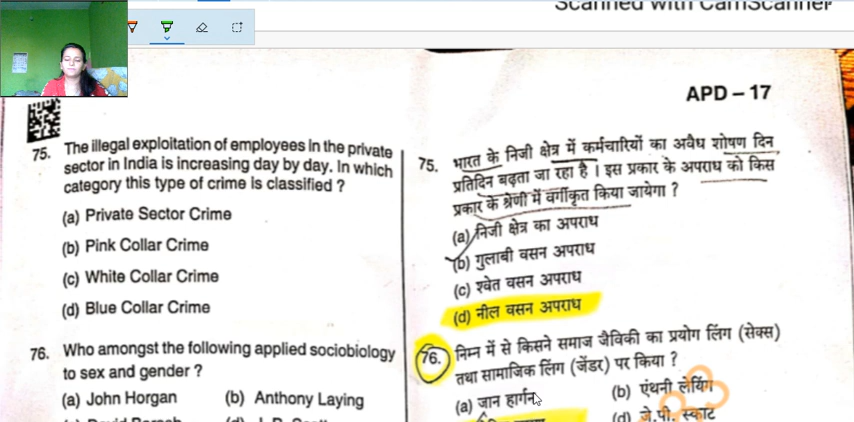 Scanned with CamScanner
APD – 17
75. The illegal exploitation of employees in the private
sector in India is increasing day by day. In which
category this type of crime is classified ?
(a) Private Sector Crime
(b) Pink Collar Crime
(c) White Collar Crime
(d) Blue Collar Crime
76. Who amongst the following applied sociobiology
to sex and gender ?
(a) John Horgan (b) Anthony Laying
75. भारत के निजी क्षेत्र में कर्मचारियों का अवैध शोषण दिन
प्रतिदिन बढ़ता जा रहा है । इस प्रकार के अपराध को किस
प्रकार के श्रेणी में वर्गीकृत किया जायेगा ?
(a) निजी क्षेत्र का अपराध
(b) गुलाबी वसन अपराध
(c) श्वेत वसन अपराध
(d) नील वसन अपराध
76. निम्न में से किसने समाज जैविकी का प्रयोग लिंग (सेक्स)
तथा सामाजिक लिंग (जेंडर) पर किया ?
(a) जान हार्गन (b) एंथनी लेयिंग
(d) जे.पी. स्काट